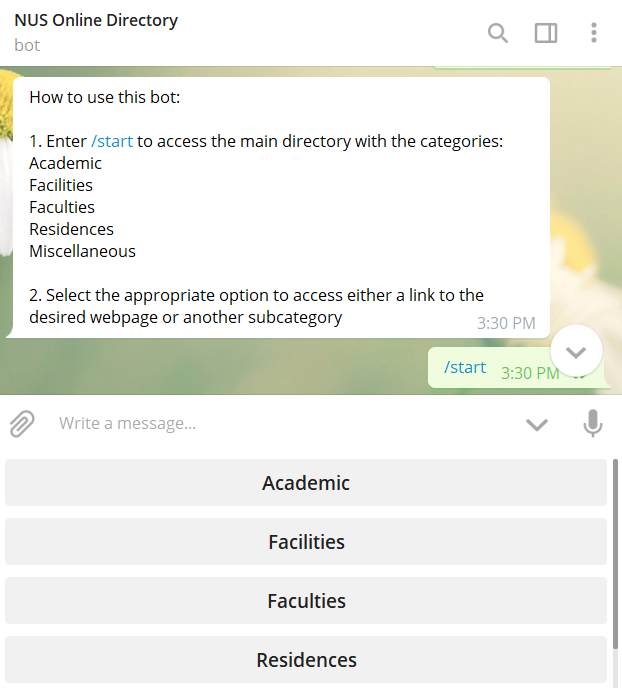 NUS Online Directory
bot
How to use this bot:
1. Enter /start to access the main directory with the categories:
Academic
Facilities
Faculties
Residences
Miscellaneous
2. Select the appropriate option to access either a link to the
desired webpage or another subcategory
3:30 PM
/start 3:30 PM
Write a message...
Academic
Facilities
Faculties
Residences